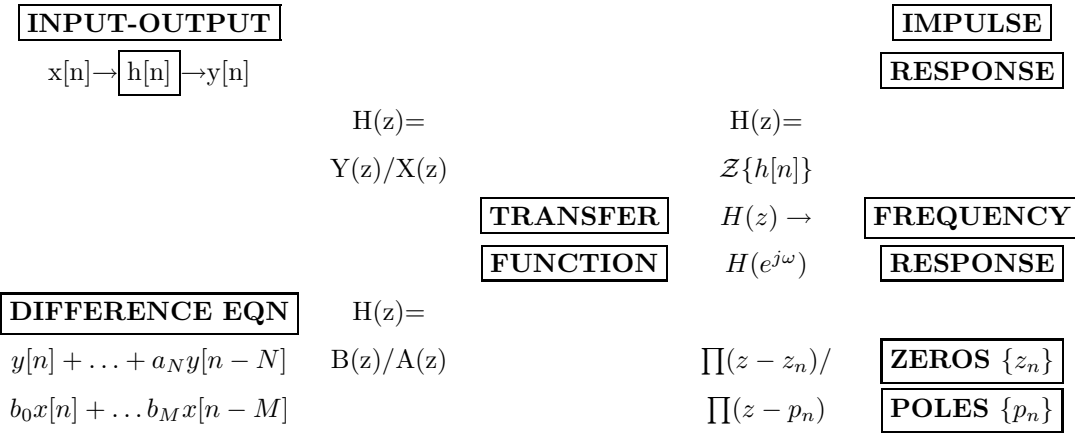 INPUT-OUTPUT IMPULSE
x[n]→h[n]→y[n] RESPONSE
H(z)= H(z)=
Y(z)/X(z) 𝒵{h[n]}
TRANSFER H(z) → FREQUENCY
FUNCTION H(e^{jω}) RESPONSE
DIFFERENCE EQN H(z)=
y[n] + ... + a_N y[n − N] B(z)/A(z) ∏(z − z_n)/ ZEROS {z_n}
b_0 x[n] + ... b_M x[n − M] ∏(z − p_n) POLES {p_n}